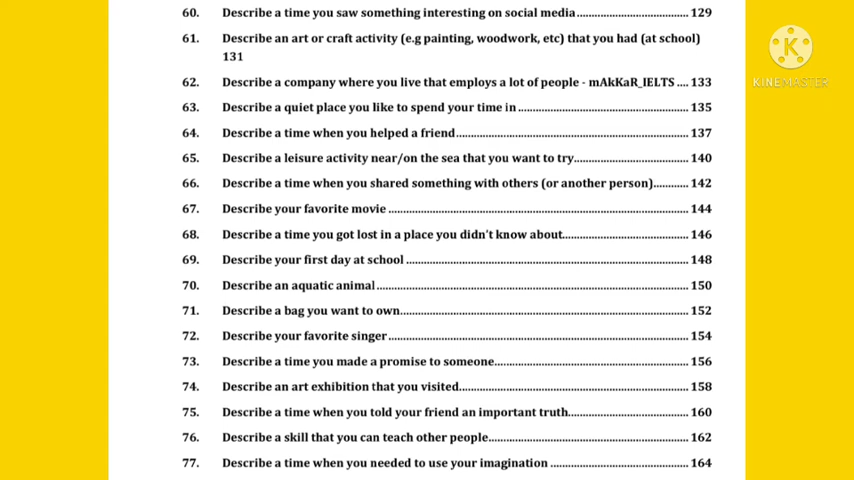 60. Describe a time you saw something interesting on social media........................................129
61. Describe an art or craft activity (e.g painting, woodwork, etc) that you had (at school)
131
62. Describe a company where you live that employs a lot of people - mAkKaR_IELTS .... 133
63. Describe a quiet place you like to spend your time in ............................................................ 135
64. Describe a time when you helped a friend.................................................................................. 137
65. Describe a leisure activity near/on the sea that you want to try........................................ 140
66. Describe a time when you shared something with others (or another person)............ 142
67. Describe your favorite movie ........................................................................................................ 144
68. Describe a time you got lost in a place you didn't know about........................................... 146
69. Describe your first day at school .................................................................................................. 148
70. Describe an aquatic animal ............................................................................................................ 150
71. Describe a bag you want to own.................................................................................................... 152
72. Describe your favorite singer ........................................................................................................ 154
73. Describe a time you made a promise to someone.................................................................... 156
74. Describe an art exhibition that you visited................................................................................ 158
75. Describe a time when you told your friend an important truth.......................................... 160
76. Describe a skill that you can teach other people...................................................................... 162
77. Describe a time when you needed to use your imagination ................................................ 164
K
KINEMASTER